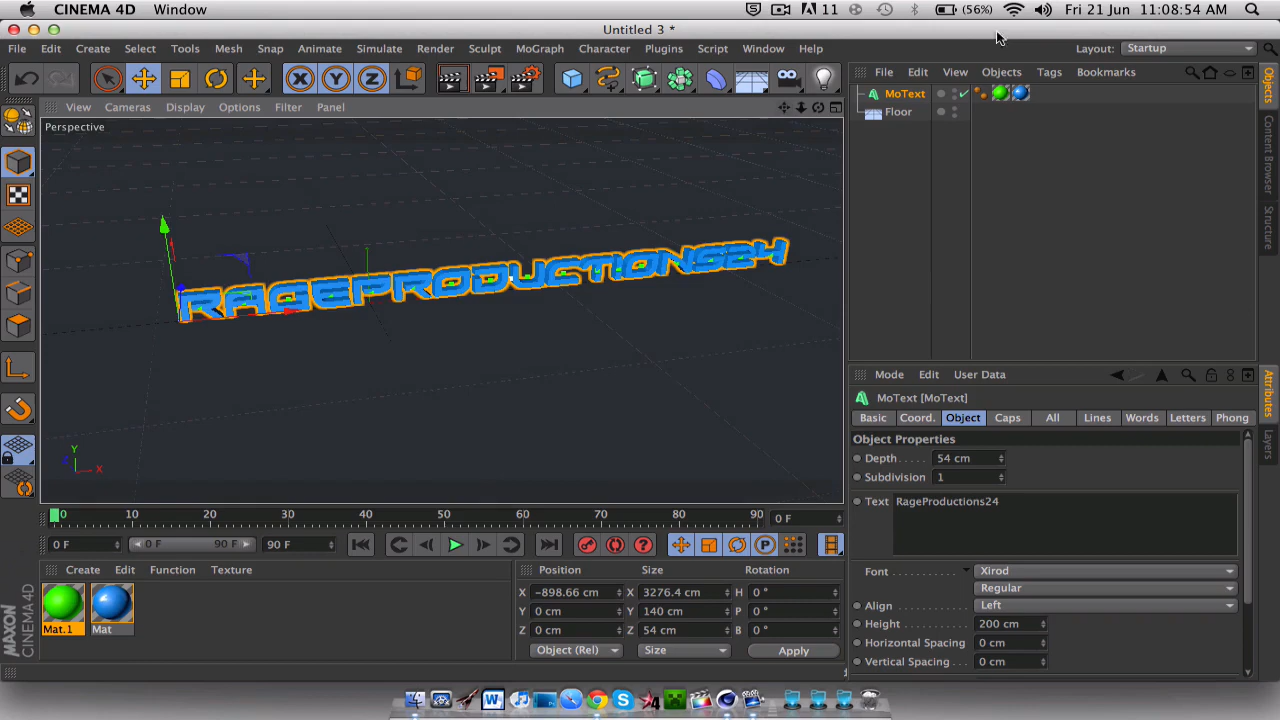 CINEMA 4D Window 11 (56%) Fri 21 Jun 11:08:54 AM
Untitled 3 *
File Edit Create Select Tools Mesh Snap Animate Simulate Render Sculpt MoGraph Character Plugins Script Window Help Layout: Startup
X Y Z
File Edit View Objects Tags Bookmarks
MoText
Floor
Objects
Content Browser
Structure
View Cameras Display Options Filter Panel
Perspective
RAGEPRODUCTIONS24
Y
Z X
Mode Edit User Data
MoText [MoText]
Basic Coord. Object Caps All Lines Words Letters Phong
Object Properties
Depth 54 cm
Subdivision 1
Text RageProductions24
Font Xirod
Regular
Align Left
Height 200 cm
Horizontal Spacing 0 cm
Vertical Spacing 0 cm
Attributes
Layers
0 10 20 30 40 50 60 70 80 90 0 F
0 F 0 F 90 F 90 F
P
Create Edit Function Texture
Mat.1 Mat
Position Size Rotation
X -898.66 cm X 3276.4 cm H 0 °
Y 0 cm Y 140 cm P 0 °
Z 0 cm Z 54 cm B 0 °
Object (Rel) Size Apply
MAXON
CINEMA 4D